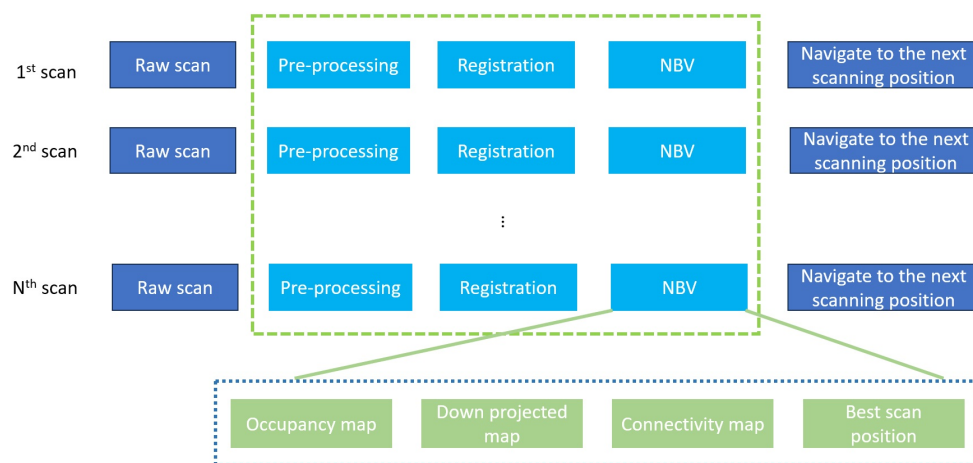 1st scan
Raw scan
Pre-processing
Registration
NBV
Navigate to the next
scanning position
2nd scan
Raw scan
Pre-processing
Registration
NBV
Navigate to the next
scanning position
...
Nth scan
Raw scan
Pre-processing
Registration
NBV
Navigate to the next
scanning position
Occupancy map
Down projected
map
Connectivity map
Best scan
position